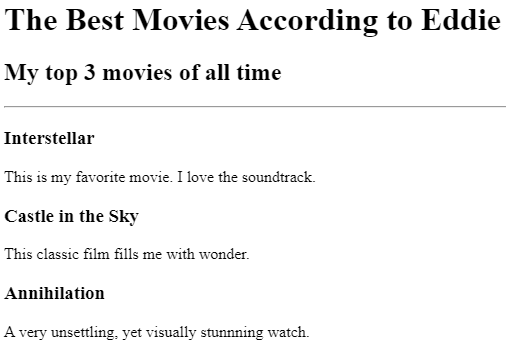 The Best Movies According to Eddie
My top 3 movies of all time
Interstellar
This is my favorite movie. I love the soundtrack.
Castle in the Sky
This classic film fills me with wonder.
Annihilation
A very unsettling, yet visually stunnning watch.